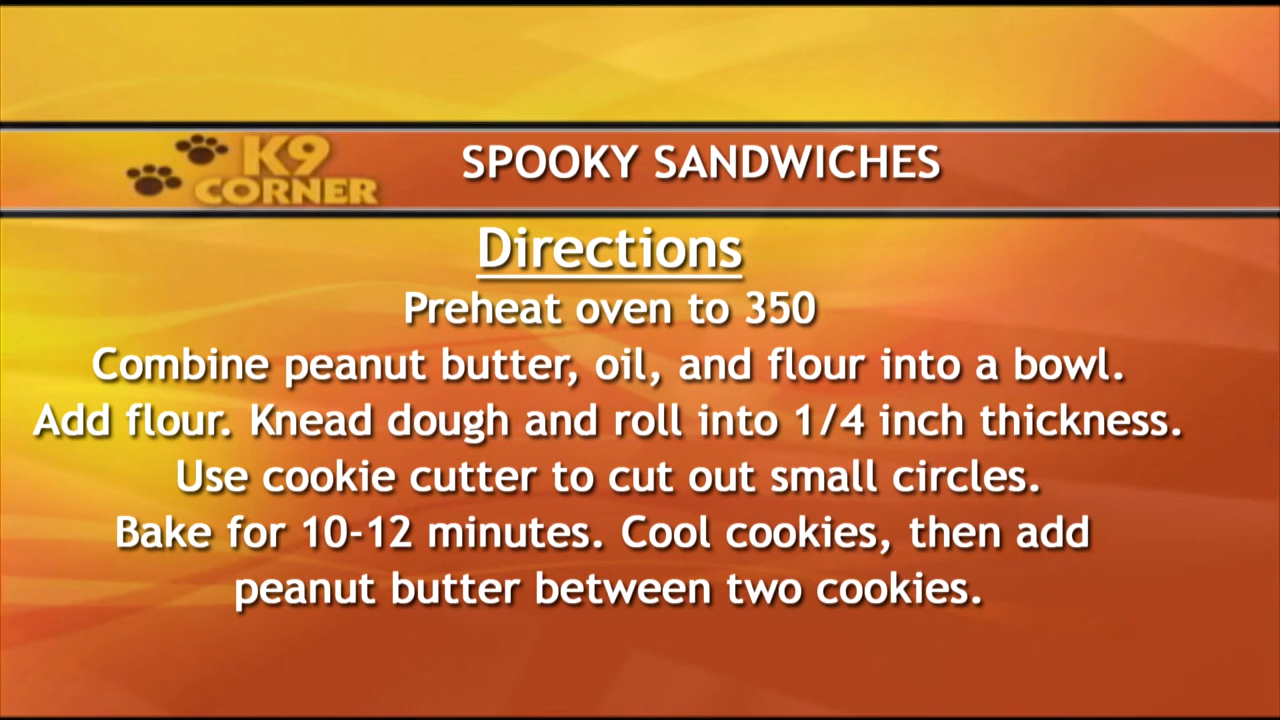 K9
CORNER
SPOOKY SANDWICHES
Directions
Preheat oven to 350
Combine peanut butter, oil, and flour into a bowl.
Add flour. Knead dough and roll into 1/4 inch thickness.
Use cookie cutter to cut out small circles.
Bake for 10-12 minutes. Cool cookies, then add
peanut butter between two cookies.